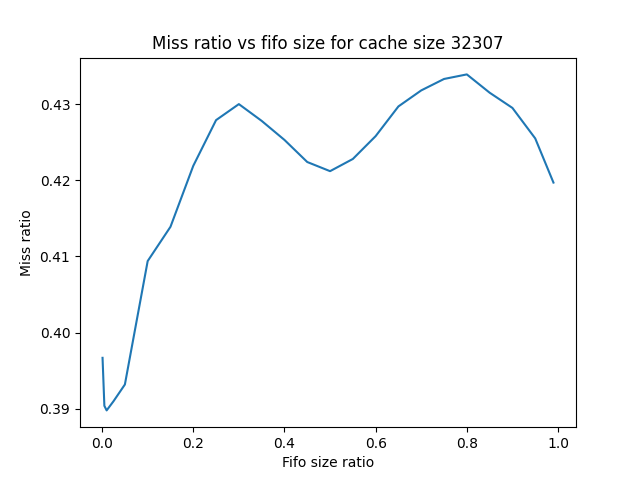 Miss ratio vs fifo size for cache size 32307
0.43
0.42
0.41
0.40
0.39
Miss ratio
0.0 0.2 0.4 0.6 0.8 1.0
Fifo size ratio